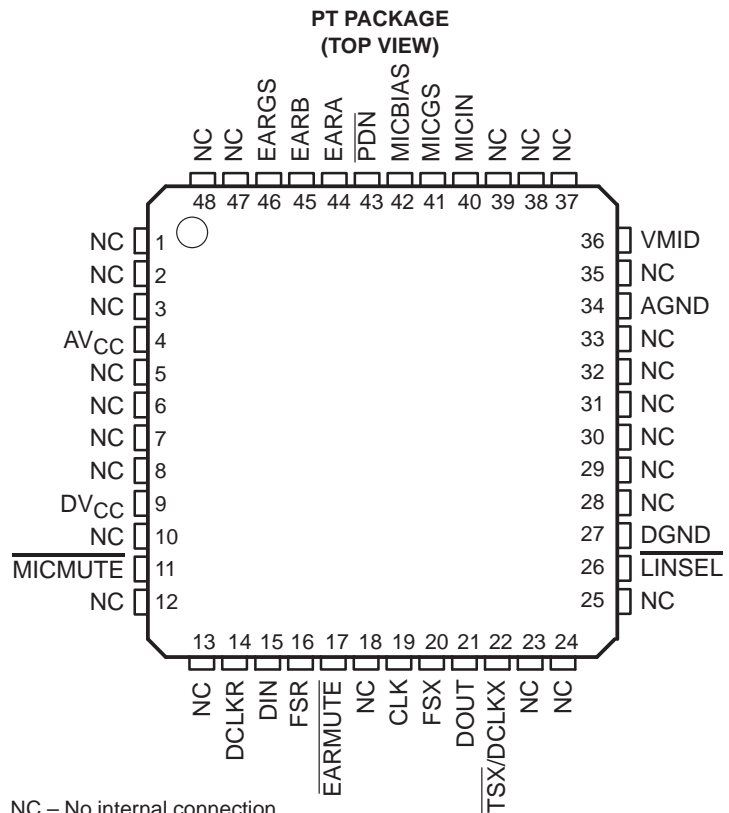 PT PACKAGE
(TOP VIEW)
NC NC EARGS EARB EARA PDN MICBIAS MICGS MICIN NC NC NC
48 47 46 45 44 43 42 41 40 39 38 37
NC 1
NC 2
NC 3
AVCC 4
NC 5
NC 6
NC 7
NC 8
DVCC 9
NC 10
MICMUTE 11
NC 12
36 VMID
35 NC
34 AGND
33 NC
32 NC
31 NC
30 NC
29 NC
28 NC
27 DGND
26 LINSEL
25 NC
13 14 15 16 17 18 19 20 21 22 23 24
NC DCLKR DIN FSR EARMUTE NC CLK FSX DOUT TSX/DCLKX NC NC
NC – No internal connection